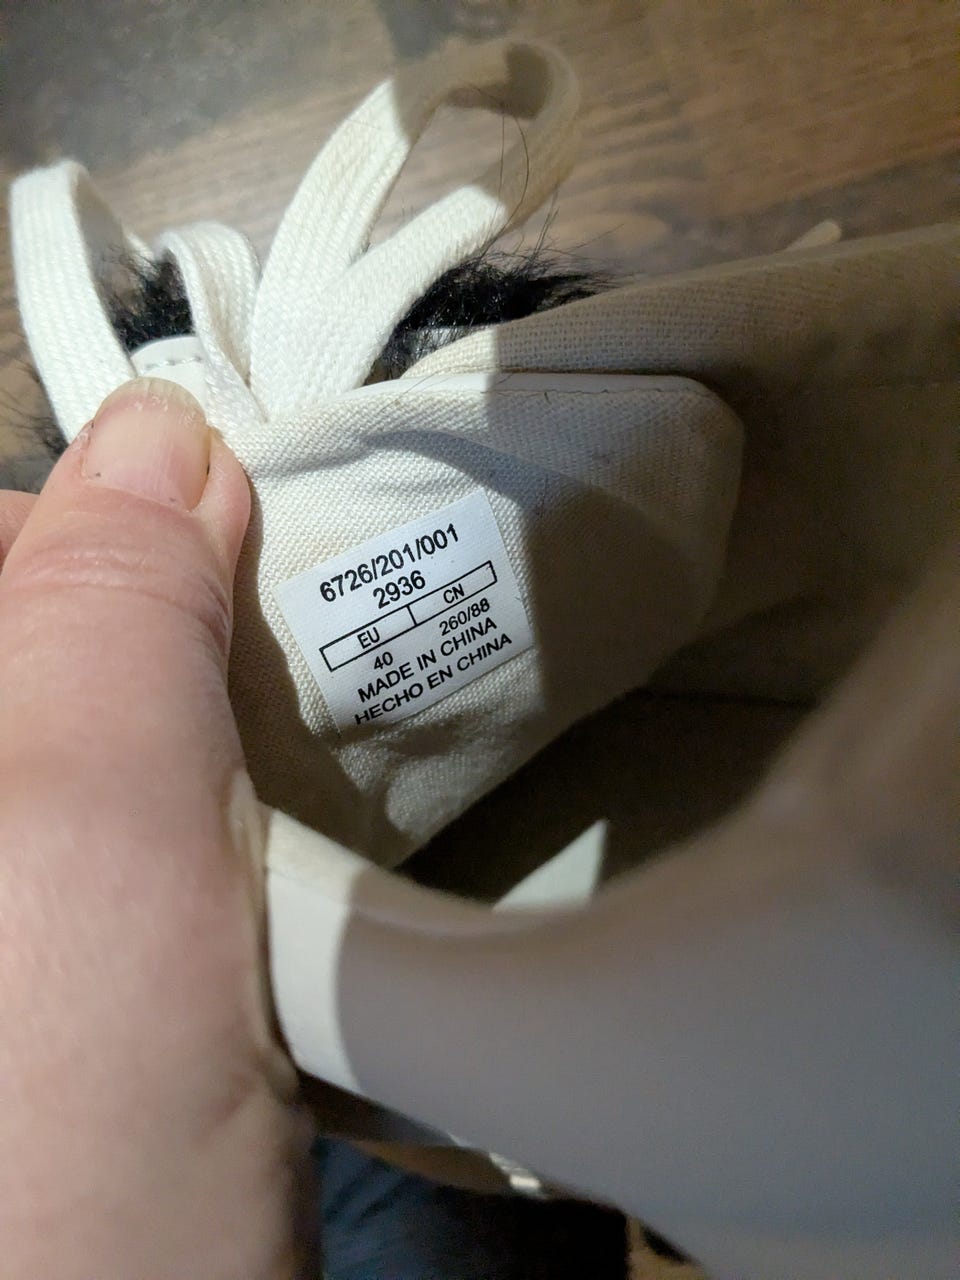 6726/201/001
2936
EU CN
40 260/88
MADE IN CHINA
HECHO EN CHINA